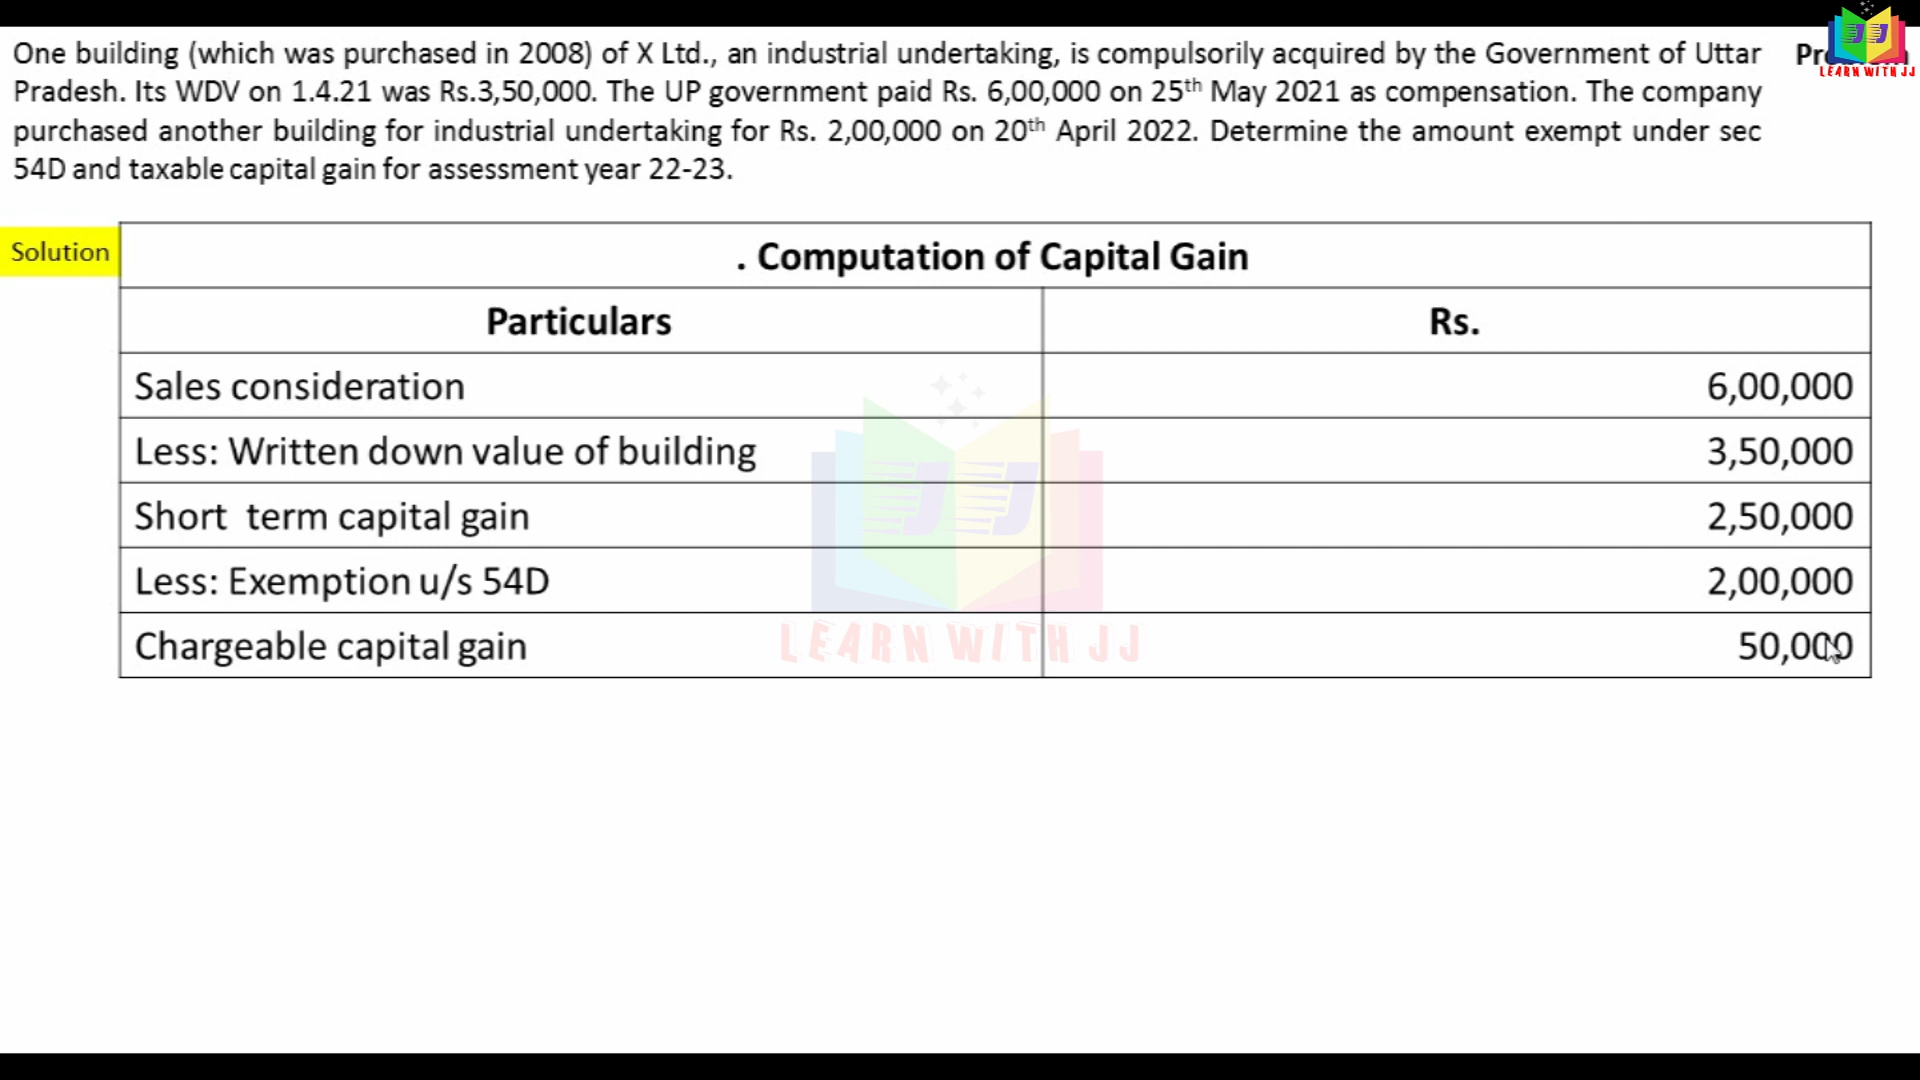 One building (which was purchased in 2008) of X Ltd., an industrial undertaking, is compulsorily acquired by the Government of Uttar
Pradesh. Its WDV on 1.4.21 was Rs.3,50,000. The UP government paid Rs. 6,00,000 on 25th May 2021 as compensation. The company
purchased another building for industrial undertaking for Rs. 2,00,000 on 20th April 2022. Determine the amount exempt under sec
54D and taxable capital gain for assessment year 22-23.
LEARN WITH JJ
Solution
. Computation of Capital Gain
Particulars Rs.
Sales consideration 6,00,000
Less: Written down value of building 3,50,000
Short term capital gain 2,50,000
Less: Exemption u/s 54D 2,00,000
Chargeable capital gain 50,000
JJ
LEARN WITH JJ